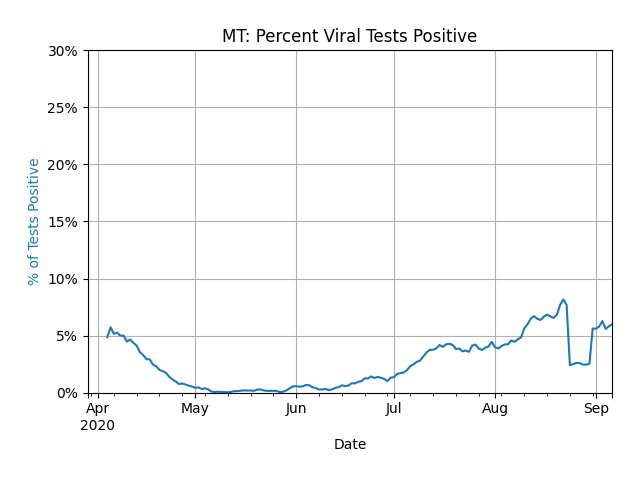 MT: Percent Viral Tests Positive
30%
25%
20%
15%
10%
5%
0%
% of Tests Positive
Apr May Jun Jul Aug Sep
2020
Date